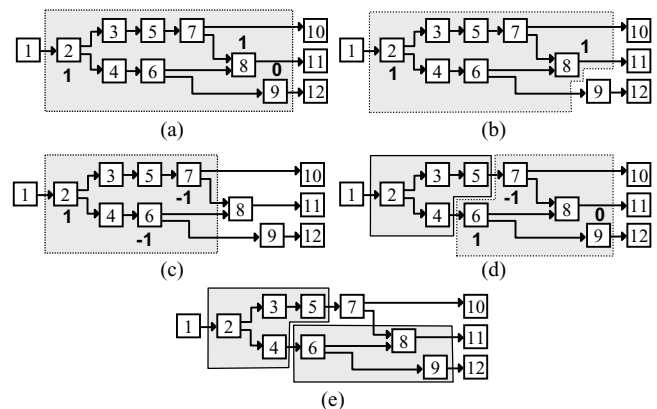 3 5 7 10
1 2 1 8 11
1 4 6 0
9 12
(a)
3 5 7 10
1 2 1 8 11
1 4 6
9 12
(b)
3 5 7 10
1 2 -1 8 11
1 4 6
-1 9 12
(c)
3 5 7 10
1 2 -1 8 11
4 6 0
1 9 12
(d)
3 5 7 10
1 2 8 11
4 6
9 12
(e)